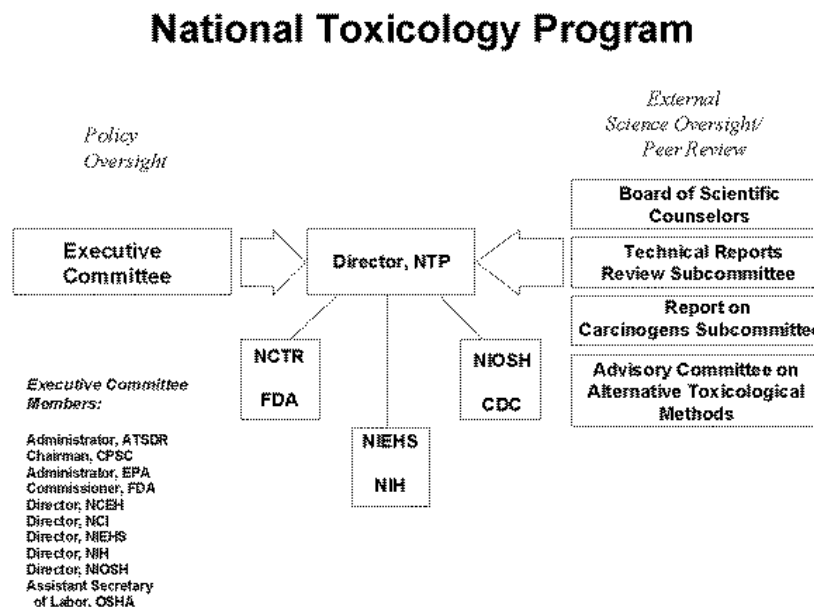 National Toxicology Program
Policy
Oversight
External
Science Oversight/
Peer Review
Executive
Committee
Director, NTP
Board of Scientific
Counselors
Technical Reports
Review Subcommittee
Report on
Carcinogens Subcommittee
Advisory Committee on
Alternative Toxicological
Methods
NCTR
FDA
NIEHS
NIH
NIOSH
CDC
Executive Committee
Members:
Administrator, ATSDR
Chairman, CPSC
Administrator, EPA
Commissioner, FDA
Director, NCEH
Director, NCI
Director, NIEHS
Director, NIH
Director, NIOSH
Assistant Secretary
of Labor, OSHA